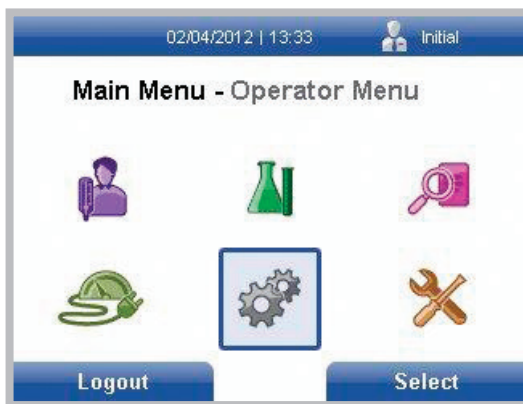 02/04/2012 | 13:33 Initial
Main Menu - Operator Menu
Logout Select